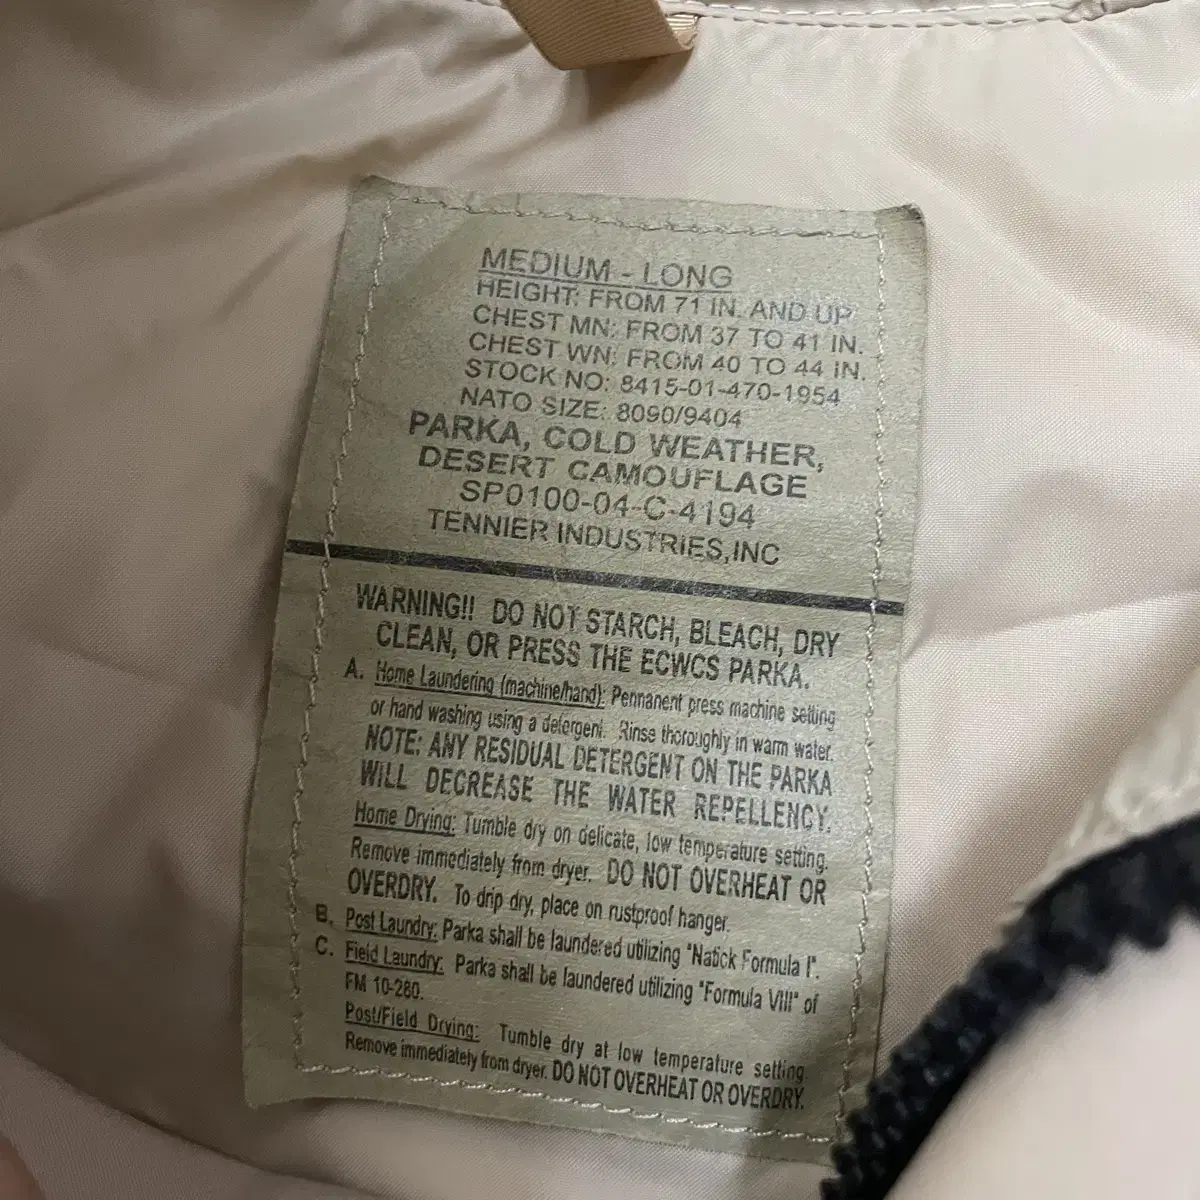 MEDIUM - LONG
HEIGHT: FROM 71 IN. AND UP
CHEST MN: FROM 37 TO 41 IN.
CHEST WN: FROM 40 TO 44 IN.
STOCK NO: 8415-01-470-1954
NATO SIZE: 8090/9404
PARKA, COLD WEATHER,
DESERT CAMOUFLAGE
SP0100-04-C-4194
TENNIER INDUSTRIES,INC
WARNING!! DO NOT STARCH, BLEACH, DRY
CLEAN, OR PRESS THE ECWCS PARKA.
A. Home Laundering (machine/hand): Permanent press machine setting
or hand washing using a detergent. Rinse thoroughly in warm water.
NOTE: ANY RESIDUAL DETERGENT ON THE PARKA
WILL DECREASE THE WATER REPELLENCY.
Home Drying: Tumble dry on delicate, low temperature setting.
Remove immediately from dryer. DO NOT OVERHEAT OR
OVERDRY. To drip dry, place on rustproof hanger.
B. Post Laundry: Parka shall be laundered utilizing "Natick Formula I".
C. Field Laundry: Parka shall be laundered utilizing "Formula VIII" of
FM 10-280.
Post/Field Drying: Tumble dry at low temperature setting.
Remove immediately from dryer. DO NOT OVERHEAT OR OVERDRY.